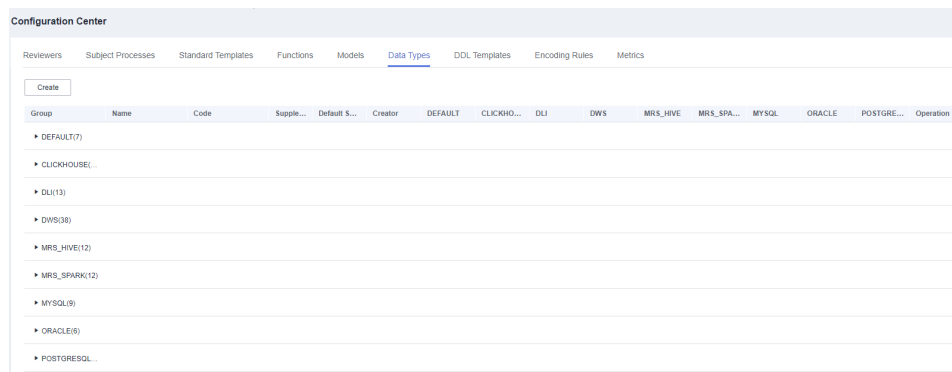 Configuration Center
Reviewers Subject Processes Standard Templates Functions Models Data Types DDL Templates Encoding Rules Metrics
Create
Group Name Code Supple... Default S... Creator DEFAULT CLICKHO... DLI DWS MRS_HIVE MRS_SPA... MYSQL ORACLE POSTGRE... Operation
DEFAULT(7)
CLICKHOUSE(...
DLI(13)
DWS(38)
MRS_HIVE(12)
MRS_SPARK(12)
MYSQL(9)
ORACLE(6)
POSTGRESQL...